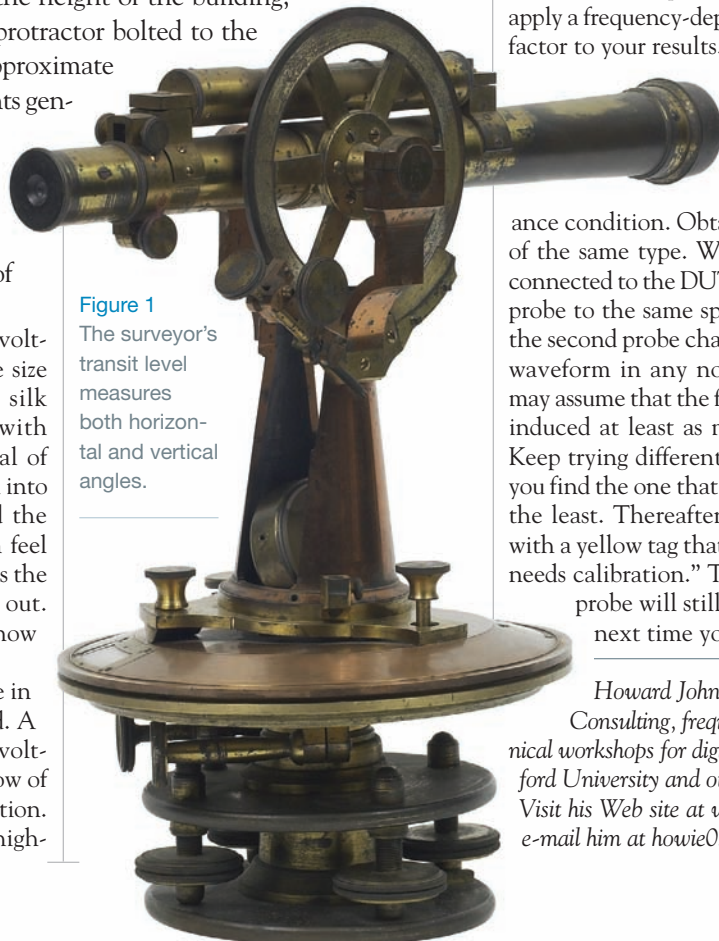 the height of the building,
protractor bolted to the
pproximate
nts gen-
of
volt-
e size
silk
with
al of
into
d the
feel
s the
out.
now
e in
d. A
volt-
ow of
tion.
high-
Figure 1
The surveyor's
transit level
measures
both horizon-
tal and vertical
angles.
apply a frequency-dep
factor to your results.
ance condition. Obta
of the same type. W
connected to the DUT
probe to the same sp
the second probe cha
waveform in any no
may assume that the f
induced at least as m
Keep trying different
you find the one that
the least. Thereafter
with a yellow tag that
needs calibration." T
probe will still
next time yo
Howard John
Consulting, freq
nical workshops for dig
ford University and ou
Visit his Web site at w
e-mail him at howie0